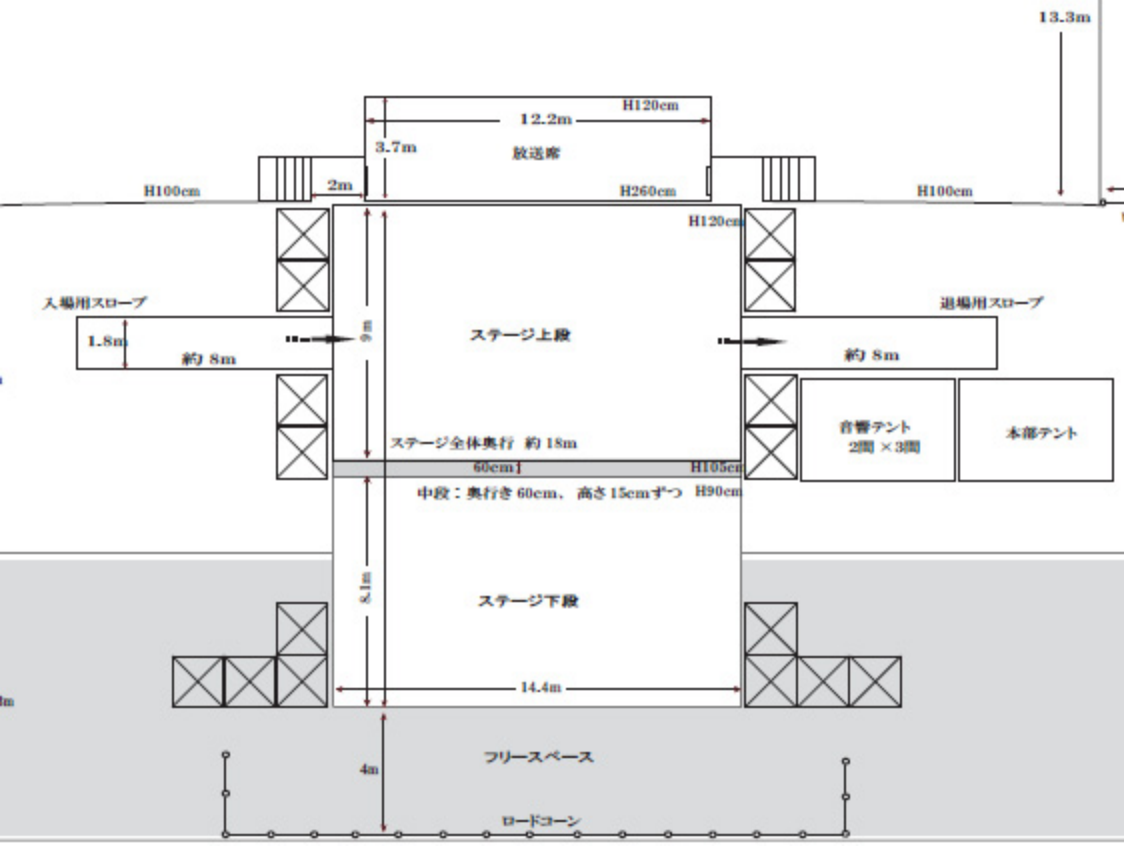 13.3m
H120cm
12.2m
3.7m
放送席
2m
H100cm
H260cm
H100cm
H120cm
入場用スロープ
退場用スロープ
9m
ステージ上段
1.8m
約 8m
約 8m
音響テント
2間 ×3間
本部テント
ステージ全体奥行 約 18m
60cm
H105cm
中段：奥行き 60cm、 高さ 15cmずつ
H90cm
8.1m
ステージ下段
14.4m
フリースペース
4m
ロードコーン